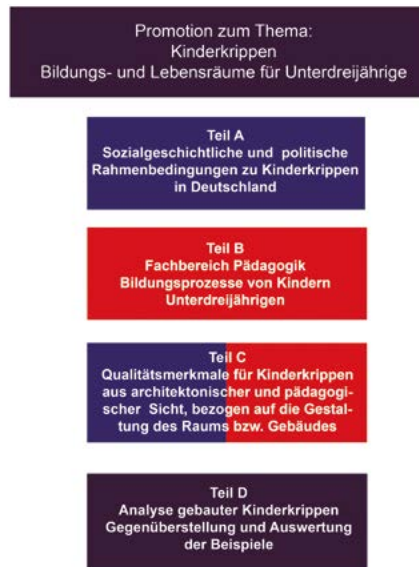 Promotion zum Thema:
Kinderkrippen
Bildungs- und Lebensräume für Unterdreijährige
Teil A
Sozialgeschichtliche und politische
Rahmenbedingungen zu Kinderkrippen
in Deutschland
Teil B
Fachbereich Pädagogik
Bildungsprozesse von Kindern
Unterdreijährigen
Teil C
Qualitätsmerkmale für Kinderkrippen
aus architektonischer und pädagogi-
scher Sicht, bezogen auf die Gestal-
tung des Raums bzw. Gebäudes
Teil D
Analyse gebauter Kinderkrippen
Gegenüberstellung und Auswertung
der Beispiele